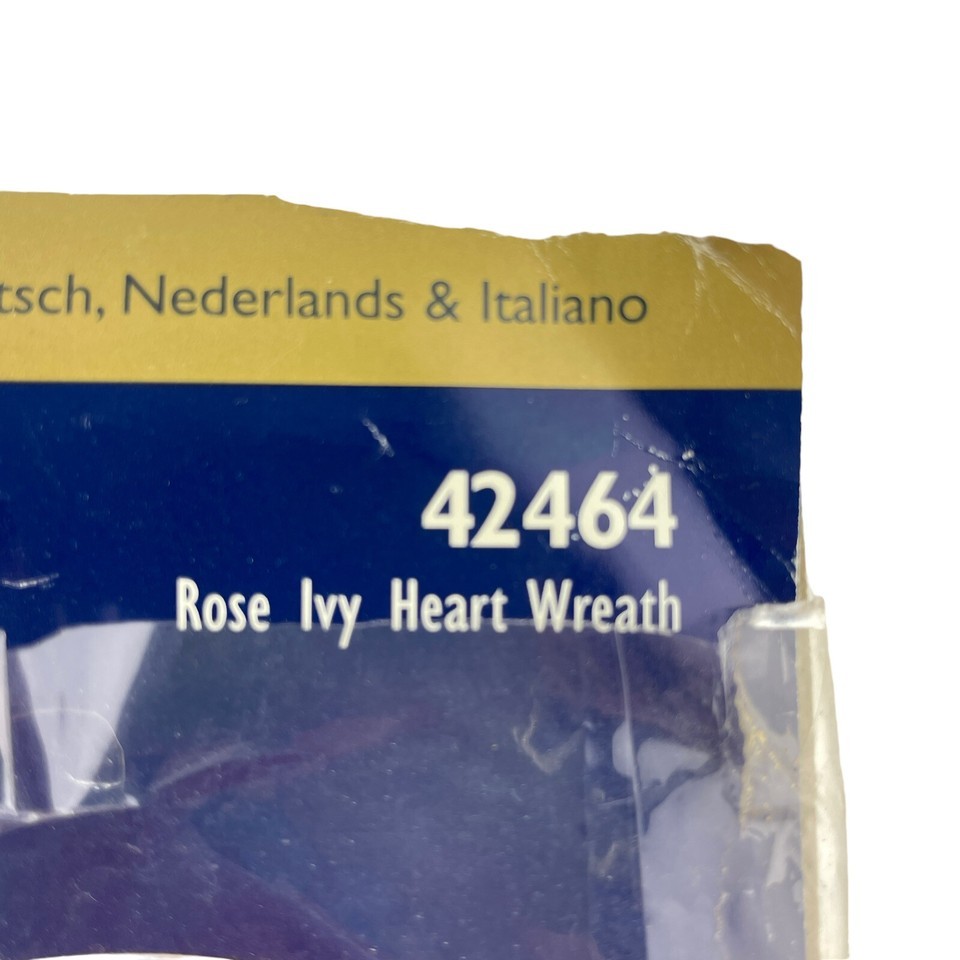 tsch, Nederlands & Italiano
42464
Rose Ivy Heart Wreath